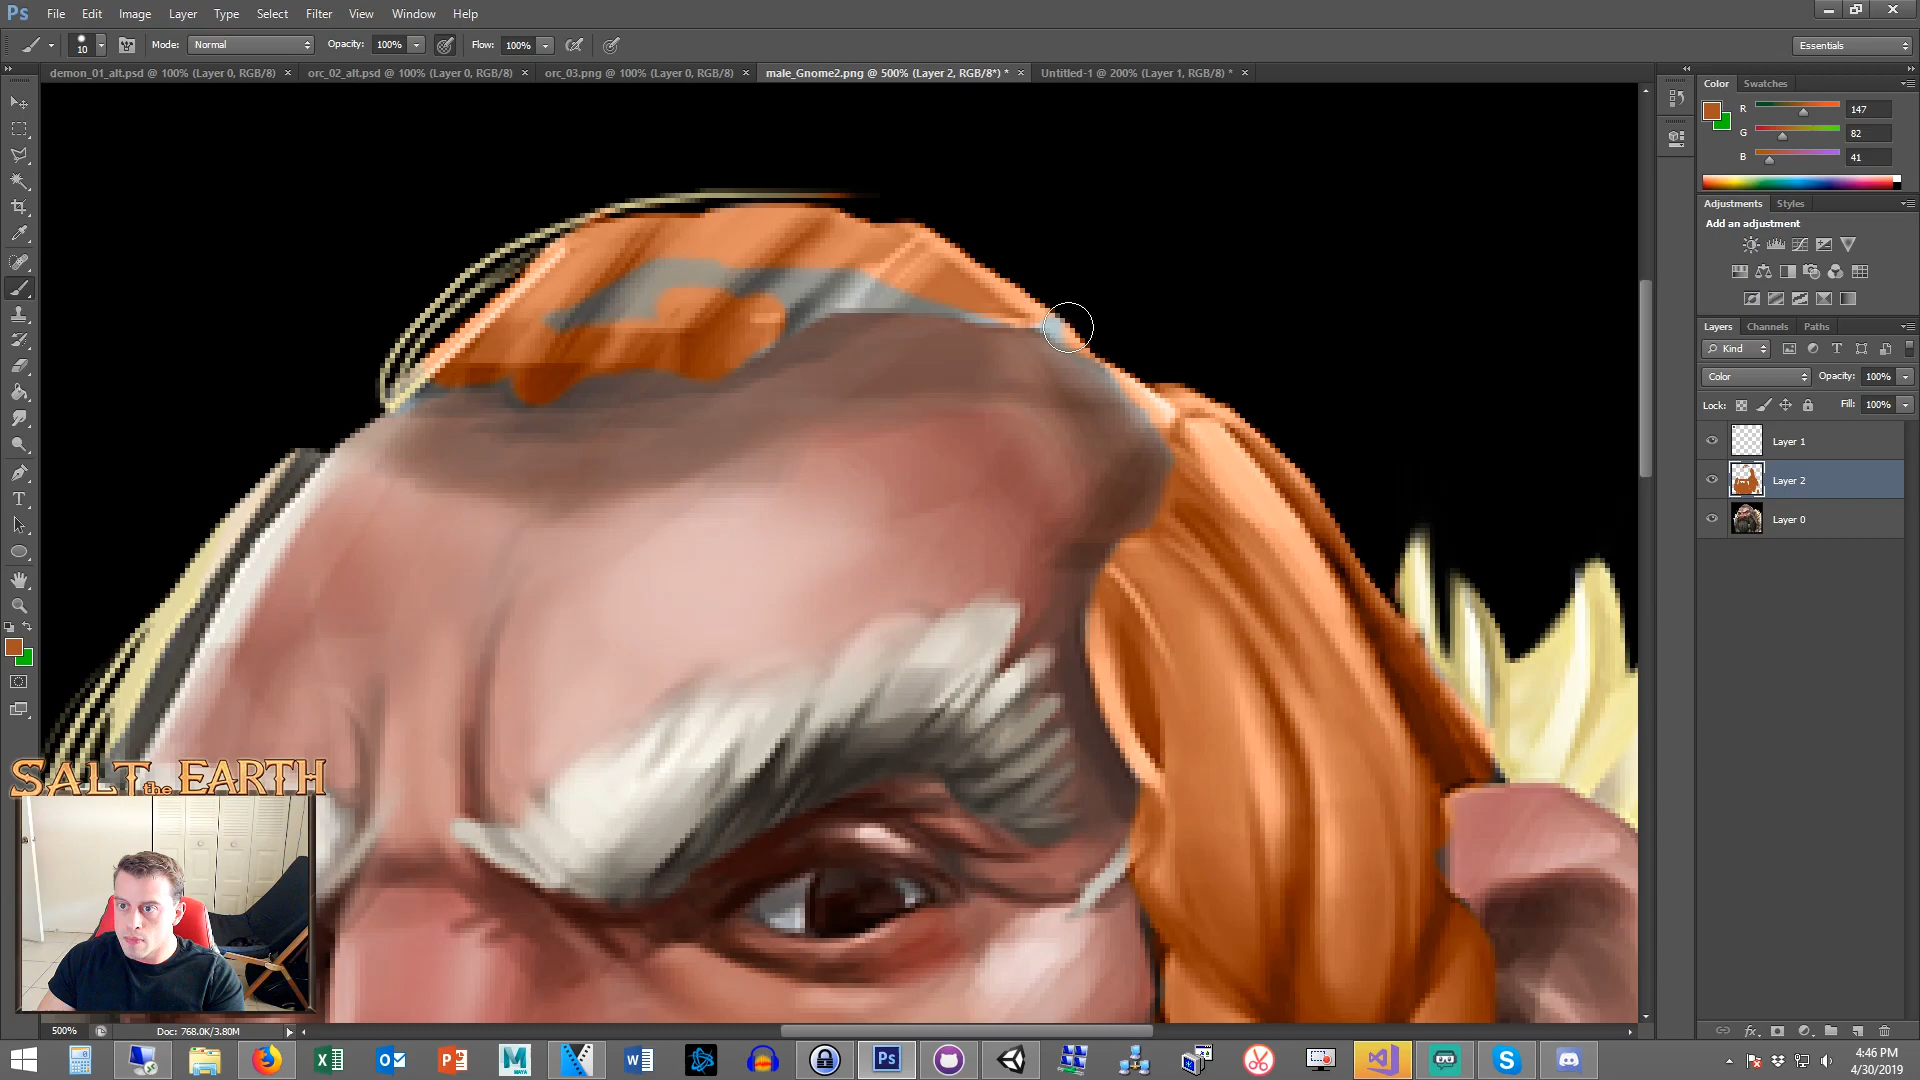 Ps File Edit Image Layer Type Select Filter View Window Help
10 Mode: Normal Opacity: 100% Flow: 100% Essentials
demon_01_alt.psd @ 100% (Layer 0, RGB/8) × orc_02_alt.psd @ 100% (Layer 0, RGB/8) × orc_03.png @ 100% (Layer 0, RGB/8) × male_Gnome2.png @ 500% (Layer 2, RGB/8*) * × Untitled-1 @ 200% (Layer 1, RGB/8) * ×
Color Swatches
R 147
G 82
B 41
Adjustments Styles
Add an adjustment
Layers Channels Paths
Kind
Color Opacity: 100%
Lock: Fill: 100%
Layer 1
Layer 2
Layer 0
SALT the EARTH
500% Doc: 768.0K/3.80M
MAYA
Ps
4:46 PM
4/30/2019